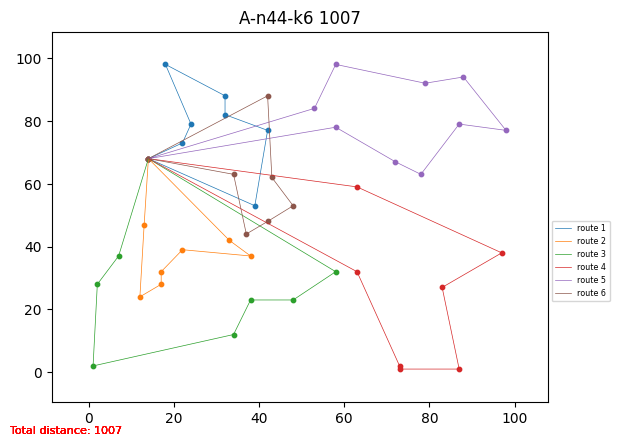 A-n44-k6 1007
100
80
60
40
20
0
0 20 40 60 80 100
route 1
route 2
route 3
route 4
route 5
route 6
Total distance: 1007